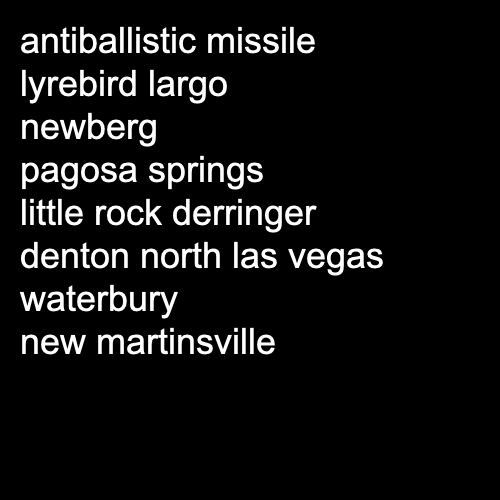 antiballistic missile
lyrebird largo
newberg
pagosa springs
little rock derringer
denton north las vegas
waterbury
new martinsville